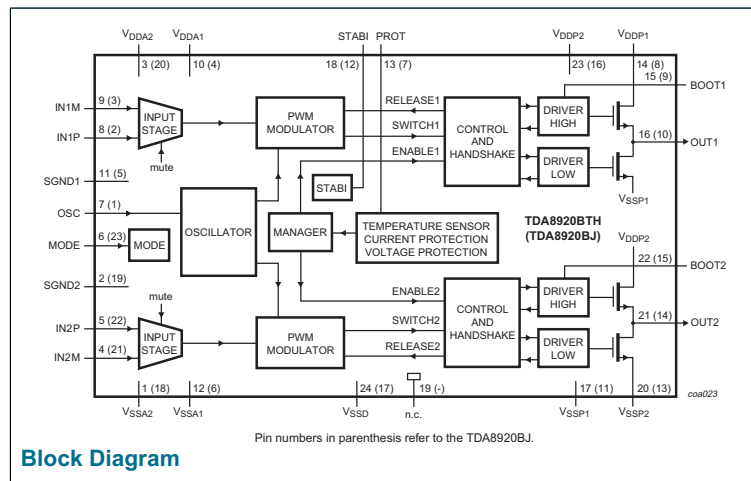 VDDA2 VDDA1 STABI PROT VDDP2 VDDP1
3 (20) 10 (4) 18 (12) 13 (7) 23 (16) 14 (8)
15 (9) BOOT1
IN1M 9 (3)
INPUT STAGE
PWM MODULATOR
RELEASE1
SWITCH1
ENABLE1
CONTROL AND HANDSHAKE
DRIVER HIGH
16 (10) OUT1
IN1P 8 (2)
mute
DRIVER LOW
SGND1 11 (5)
STABI
VSSP1
OSC 7 (1)
OSCILLATOR
MANAGER
TEMPERATURE SENSOR
CURRENT PROTECTION
VOLTAGE PROTECTION
TDA8920BTH
(TDA8920BJ)
MODE 6 (23)
MODE
VDDP2
22 (15) BOOT2
SGND2 2 (19)
mute
ENABLE2
SWITCH2
RELEASE2
CONTROL AND HANDSHAKE
DRIVER HIGH
21 (14) OUT2
IN2P 5 (22)
INPUT STAGE
PWM MODULATOR
DRIVER LOW
IN2M 4 (21)
1 (18) 12 (6) 24 (17) 19 (-) 17 (11) 20 (13)
coa023
VSSA2 VSSA1 VSSD n.c. VSSP1 VSSP2
Pin numbers in parenthesis refer to the TDA8920BJ.
Block Diagram